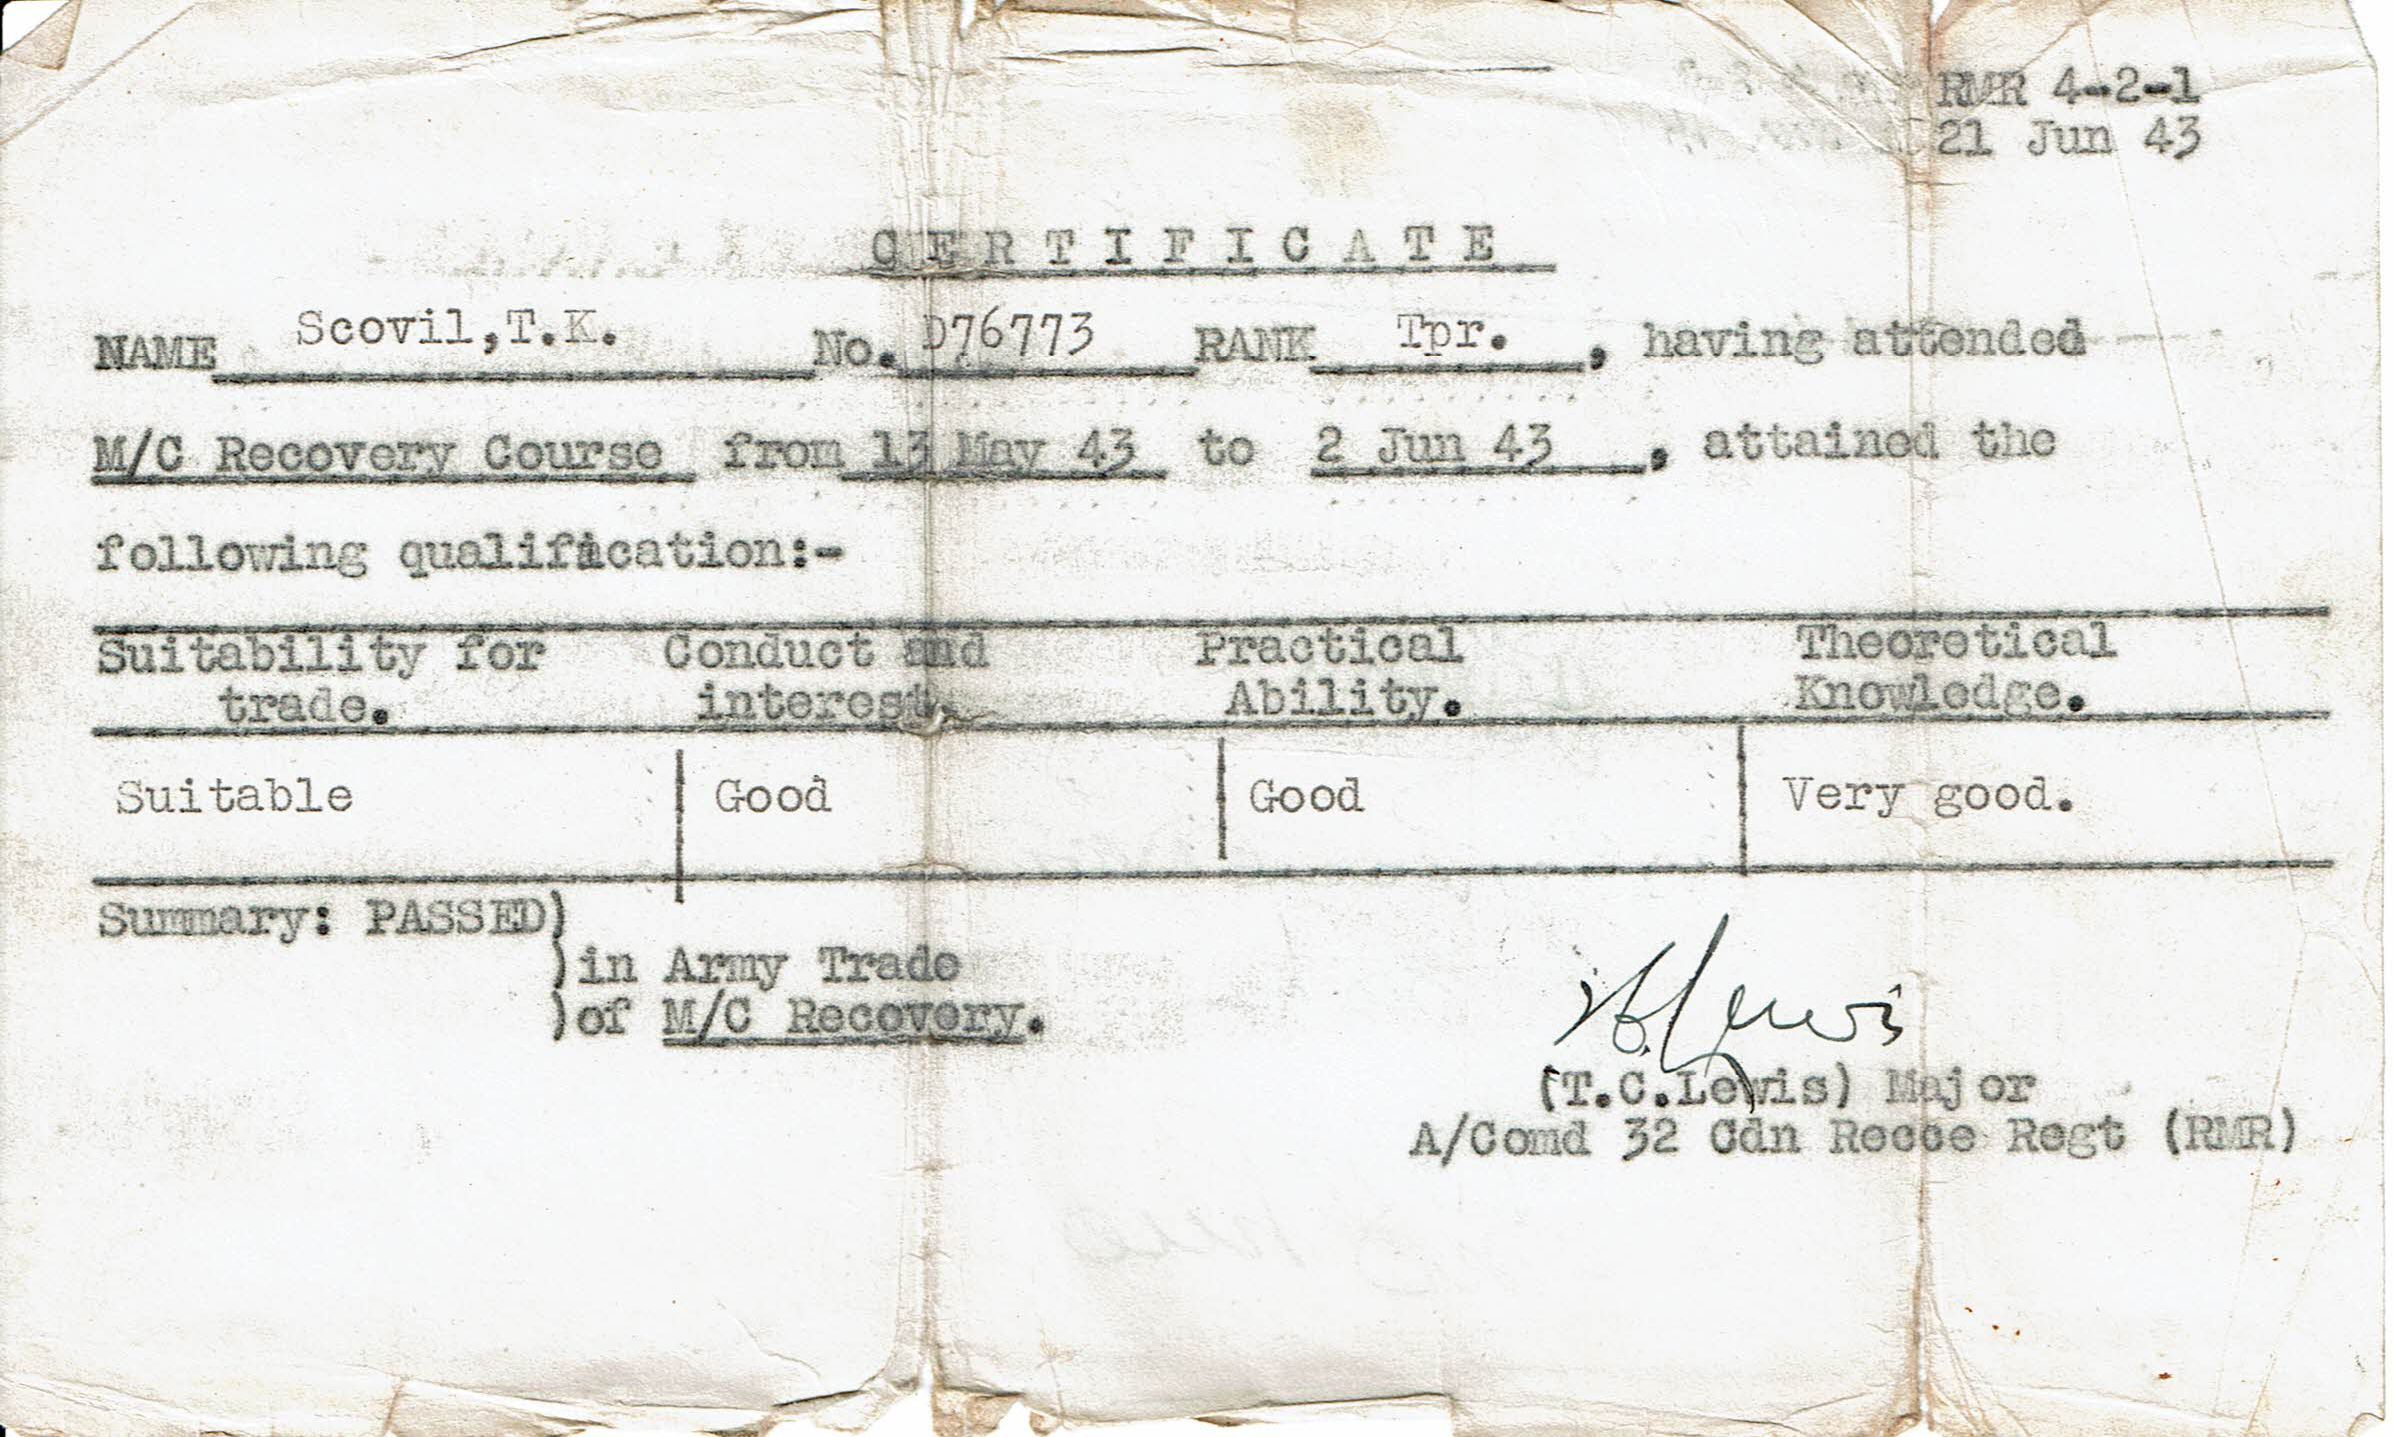 RMR 4-2-1
21 Jun 43
CERTIFICATE
NAME Scovil,T.K. No. D76773 RANK Tpr. , having attended
M/C Recovery Course from 13 May 43 to 2 Jun 43 , attained the
following qualification:-
Suitability for trade. Conduct and interest. Practical Ability. Theoretical Knowledge.
Suitable Good Good Very good.
Summary: PASSED)
)in Army Trade
)of M/C Recovery.
Lewis
(T.C.Lewis) Major
A/Comd 32 Cdn Recce Regt (RMR)